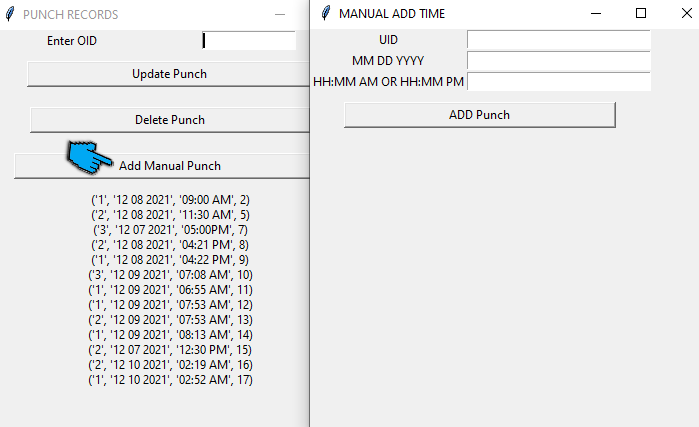 PUNCH RECORDS
Enter OID
Update Punch
Delete Punch
Add Manual Punch
('1', '12 08 2021', '09:00 AM', 2)
('2', '12 08 2021', '11:30 AM', 5)
('3', '12 07 2021', '05:00PM', 7)
('2', '12 08 2021', '04:21 PM', 8)
('1', '12 08 2021', '04:22 PM', 9)
('3', '12 09 2021', '07:08 AM', 10)
('1', '12 09 2021', '06:55 AM', 11)
('1', '12 09 2021', '07:53 AM', 12)
('2', '12 09 2021', '07:53 AM', 13)
('1', '12 09 2021', '08:13 AM', 14)
('2', '12 07 2021', '12:30 PM', 15)
('2', '12 10 2021', '02:19 AM', 16)
('1', '12 10 2021', '02:52 AM', 17)
MANUAL ADD TIME
UID
MM DD YYYY
HH:MM AM OR HH:MM PM
ADD Punch